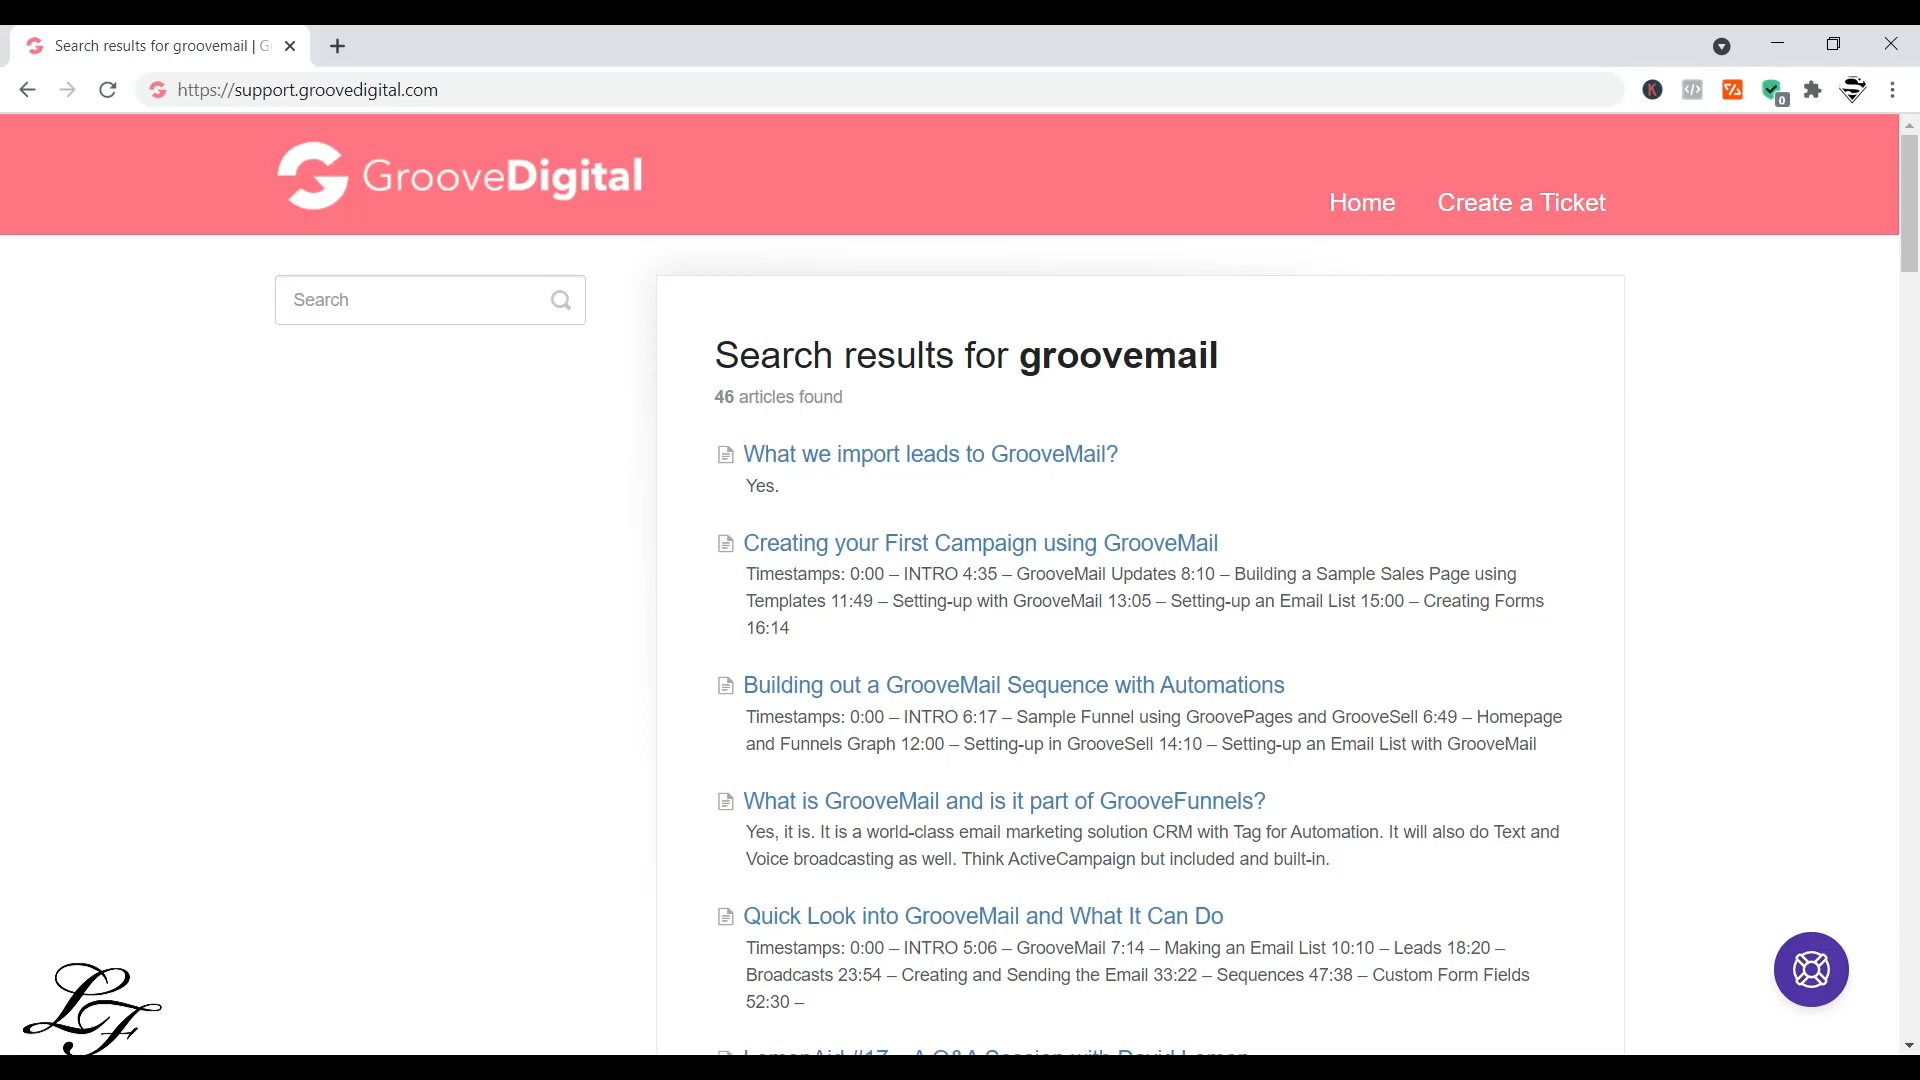 Search results for groovemail | G
https://support.groovedigital.com
0
GrooveDigital
Home
Create a Ticket
Search
Search results for groovemail
46 articles found
What we import leads to GrooveMail?
Yes.
Creating your First Campaign using GrooveMail
Timestamps: 0:00 – INTRO 4:35 – GrooveMail Updates 8:10 – Building a Sample Sales Page using
Templates 11:49 – Setting-up with GrooveMail 13:05 – Setting-up an Email List 15:00 – Creating Forms
16:14
Building out a GrooveMail Sequence with Automations
Timestamps: 0:00 – INTRO 6:17 – Sample Funnel using GroovePages and GrooveSell 6:49 – Homepage
and Funnels Graph 12:00 – Setting-up in GrooveSell 14:10 – Setting-up an Email List with GrooveMail
What is GrooveMail and is it part of GrooveFunnels?
Yes, it is. It is a world-class email marketing solution CRM with Tag for Automation. It will also do Text and
Voice broadcasting as well. Think ActiveCampaign but included and built-in.
Quick Look into GrooveMail and What It Can Do
Timestamps: 0:00 – INTRO 5:06 – GrooveMail 7:14 – Making an Email List 10:10 – Leads 18:20 –
Broadcasts 23:54 – Creating and Sending the Email 33:22 – Sequences 47:38 – Custom Form Fields
52:30 –
LF